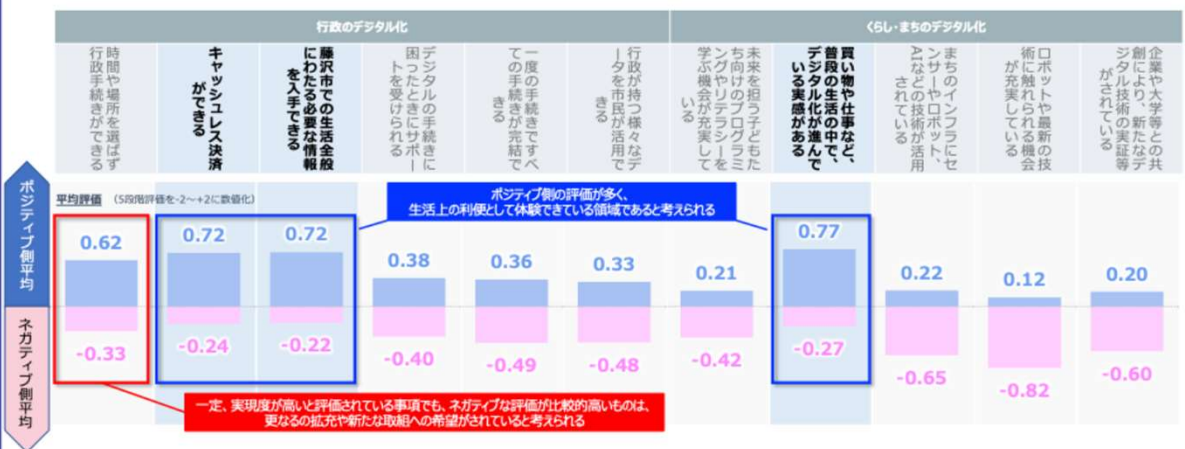 行政のデジタル化
くらし・まちのデジタル化
時間や場所を選ばず
行政手続きができる
キャッシュレス決済
ができる
藤沢市での生活全般
にわたる必要な情報
を入手できる
デジタルの手続きに
困ったときにサポー
トを受けられる
一度の手続きですべ
ての手続きが完結で
きる
行政が持つ様々なデ
ータを市民が活用で
きる
未来を担う子どもた
ち向けのプログラミ
ングやリテラシーを
学ぶ機会が充実して
いる
買い物や仕事など、
普段の生活の中で、
デジタル化が進んで
いる実感がある
まちのインフラにセ
ンサーやロボット、
AIなどの技術が活用
されている
ロボットや最新の技
術に触れられる機会
が充実している
企業や大学等との共
創により、新たなデ
ジタル技術の実証等
がされている
ポジティブ側平均
ネガティブ側平均
平均評価 （5段階評価を-2～+2に数値化）
ポジティブ側の評価が多く、
生活上の利便として体験できている領域であると考えられる
0.62
0.72
0.72
0.38
0.36
0.33
0.21
0.77
0.22
0.12
0.20
-0.33
-0.24
-0.22
-0.40
-0.49
-0.48
-0.42
-0.27
-0.65
-0.82
-0.60
一定、実現度が高いと評価されている事項でも、ネガティブな評価が比較的高いものは、
更なるの拡充や新たな取組への希望がされていると考えられる